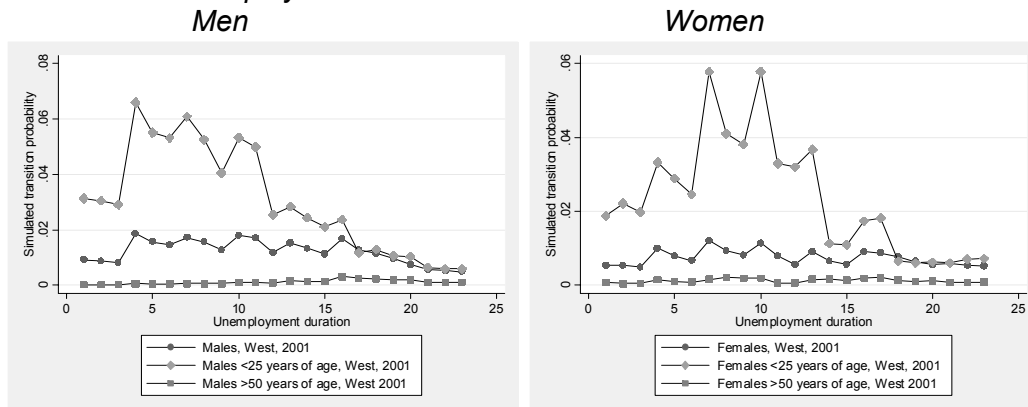 Men
Women
.08
.06
.04
.02
0
Simulated transition probability
0 5 10 15 20 25
Unemployment duration
Males, West, 2001
Males <25 years of age, West, 2001
Males >50 years of age, West 2001
.06
.04
.02
0
Simulated transition probability
0 5 10 15 20 25
Unemployment duration
Females, West, 2001
Females <25 years of age, West, 2001
Females >50 years of age, West 2001